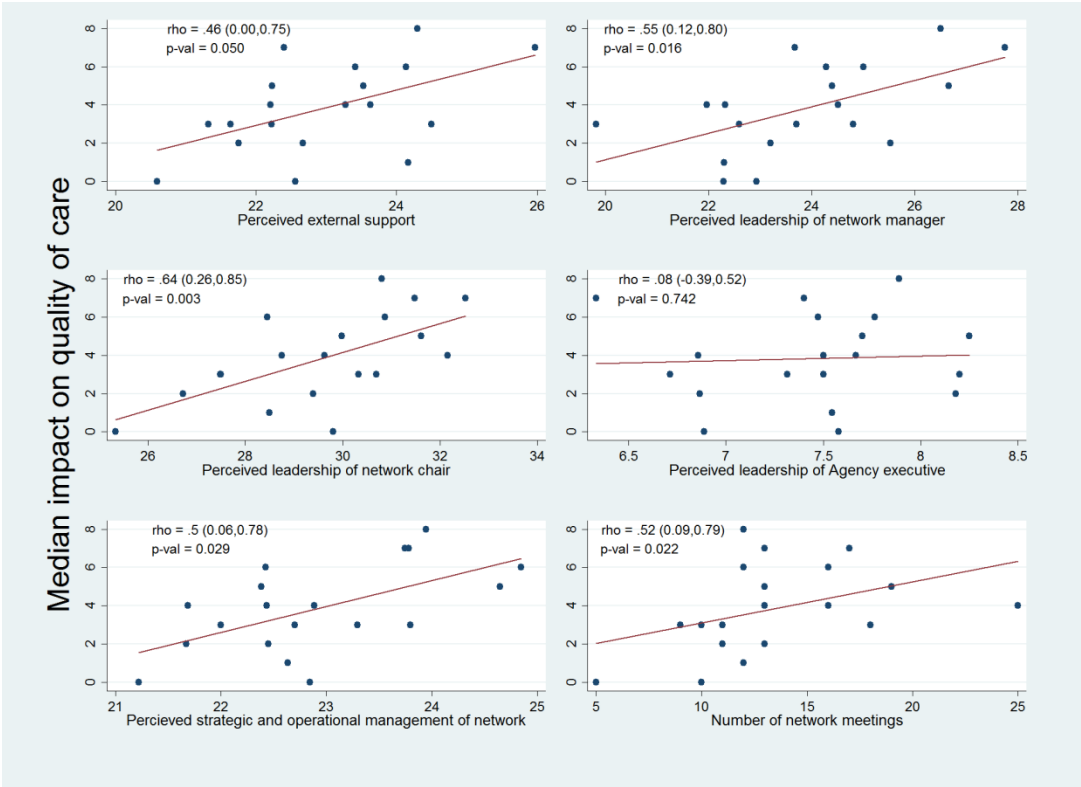 Median impact on quality of care
rho = .46 (0.00,0.75)
p-val = 0.050
0 2 4 6 8
20 22 24 26
Perceived external support
rho = .55 (0.12,0.80)
p-val = 0.016
0 2 4 6 8
20 22 24 26 28
Perceived leadership of network manager
rho = .64 (0.26,0.85)
p-val = 0.003
0 2 4 6 8
26 28 30 32 34
Perceived leadership of network chair
rho = .08 (-0.39,0.52)
p-val = 0.742
0 2 4 6 8
6.5 7 7.5 8 8.5
Perceived leadership of Agency executive
rho = .5 (0.06,0.78)
p-val = 0.029
0 2 4 6 8
21 22 23 24 25
Percieved strategic and operational management of network
rho = .52 (0.09,0.79)
p-val = 0.022
0 2 4 6 8
5 10 15 20 25
Number of network meetings